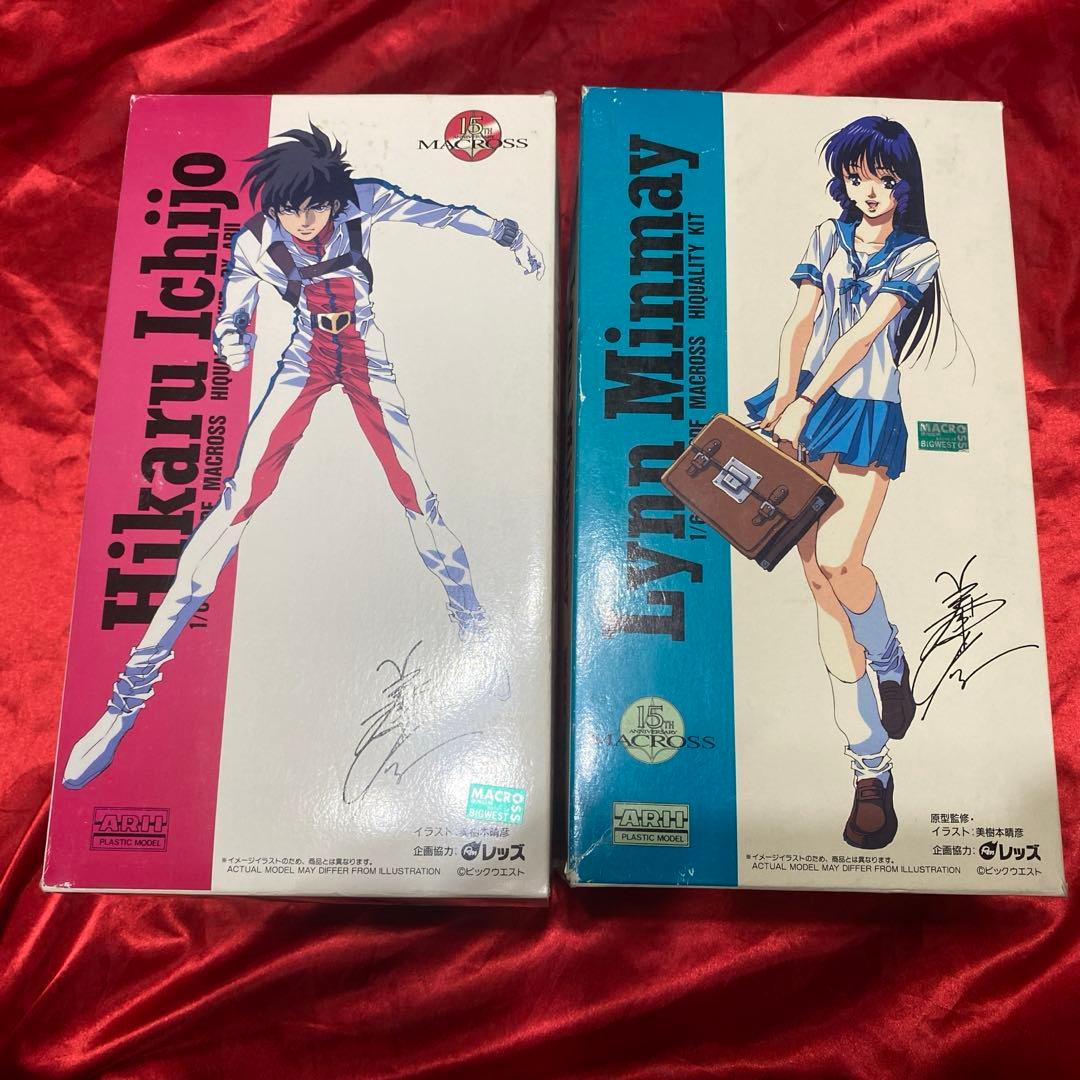 Hikaru Ichijo
MACROSS
15TH
ANNIVERSARY
MACROSS
ARII
PLASTIC MODEL
MACROSS
BIGWEST
イラスト:美樹本晴彦
企画協力:レッズ
※イメージイラストのため、商品とは異なります。
ACTUAL MODEL MAY DIFFER FROM ILLUSTRATION
©ビックウエスト
Lynn Minmay
MACROSS HIQUALITY KIT
MACROSS
BIGWEST
15TH
ANNIVERSARY
MACROSS
ARII
PLASTIC MODEL
原型監修・
イラスト:美樹本晴彦
企画協力:レッズ
※イメージイラストのため、商品とは異なります。
ACTUAL MODEL MAY DIFFER FROM ILLUSTRATION
©ビックウエスト